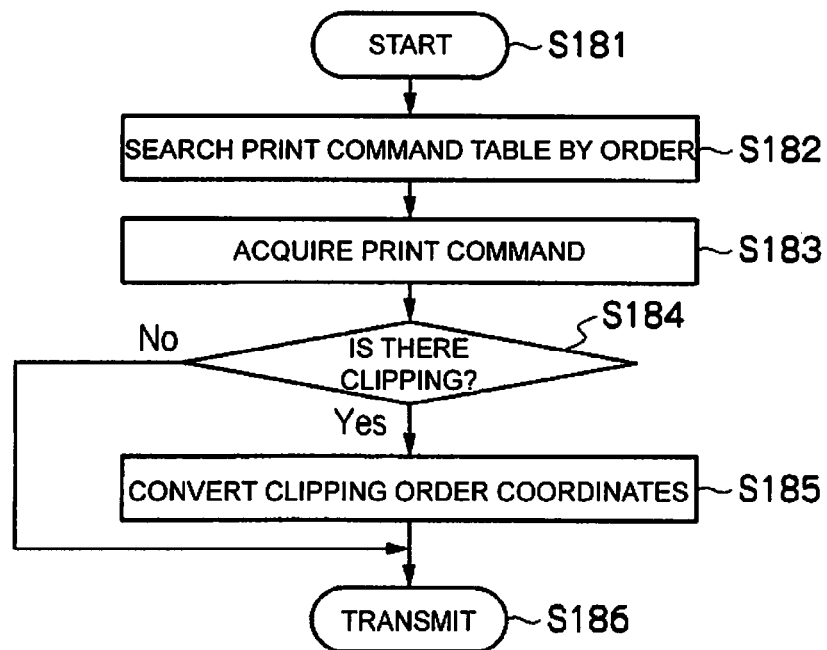 START
S181
SEARCH PRINT COMMAND TABLE BY ORDER
S182
ACQUIRE PRINT COMMAND
S183
S184
No
IS THERE
CLIPPING?
Yes
CONVERT CLIPPING ORDER COORDINATES
S185
TRANSMIT
S186